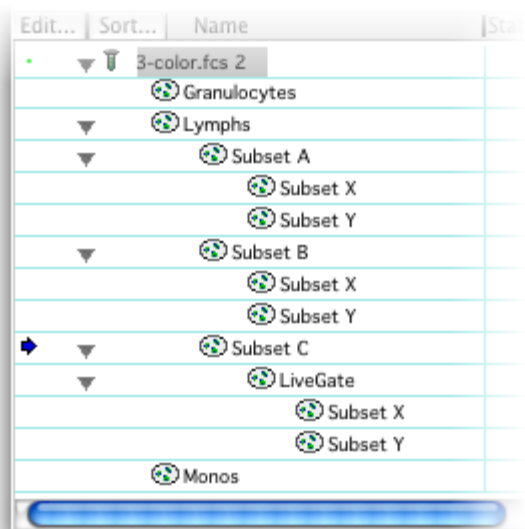 Edit... Sort... Name Sta
3-color.fcs 2
Granulocytes
Lymphs
Subset A
Subset X
Subset Y
Subset B
Subset X
Subset Y
Subset C
LiveGate
Subset X
Subset Y
Monos